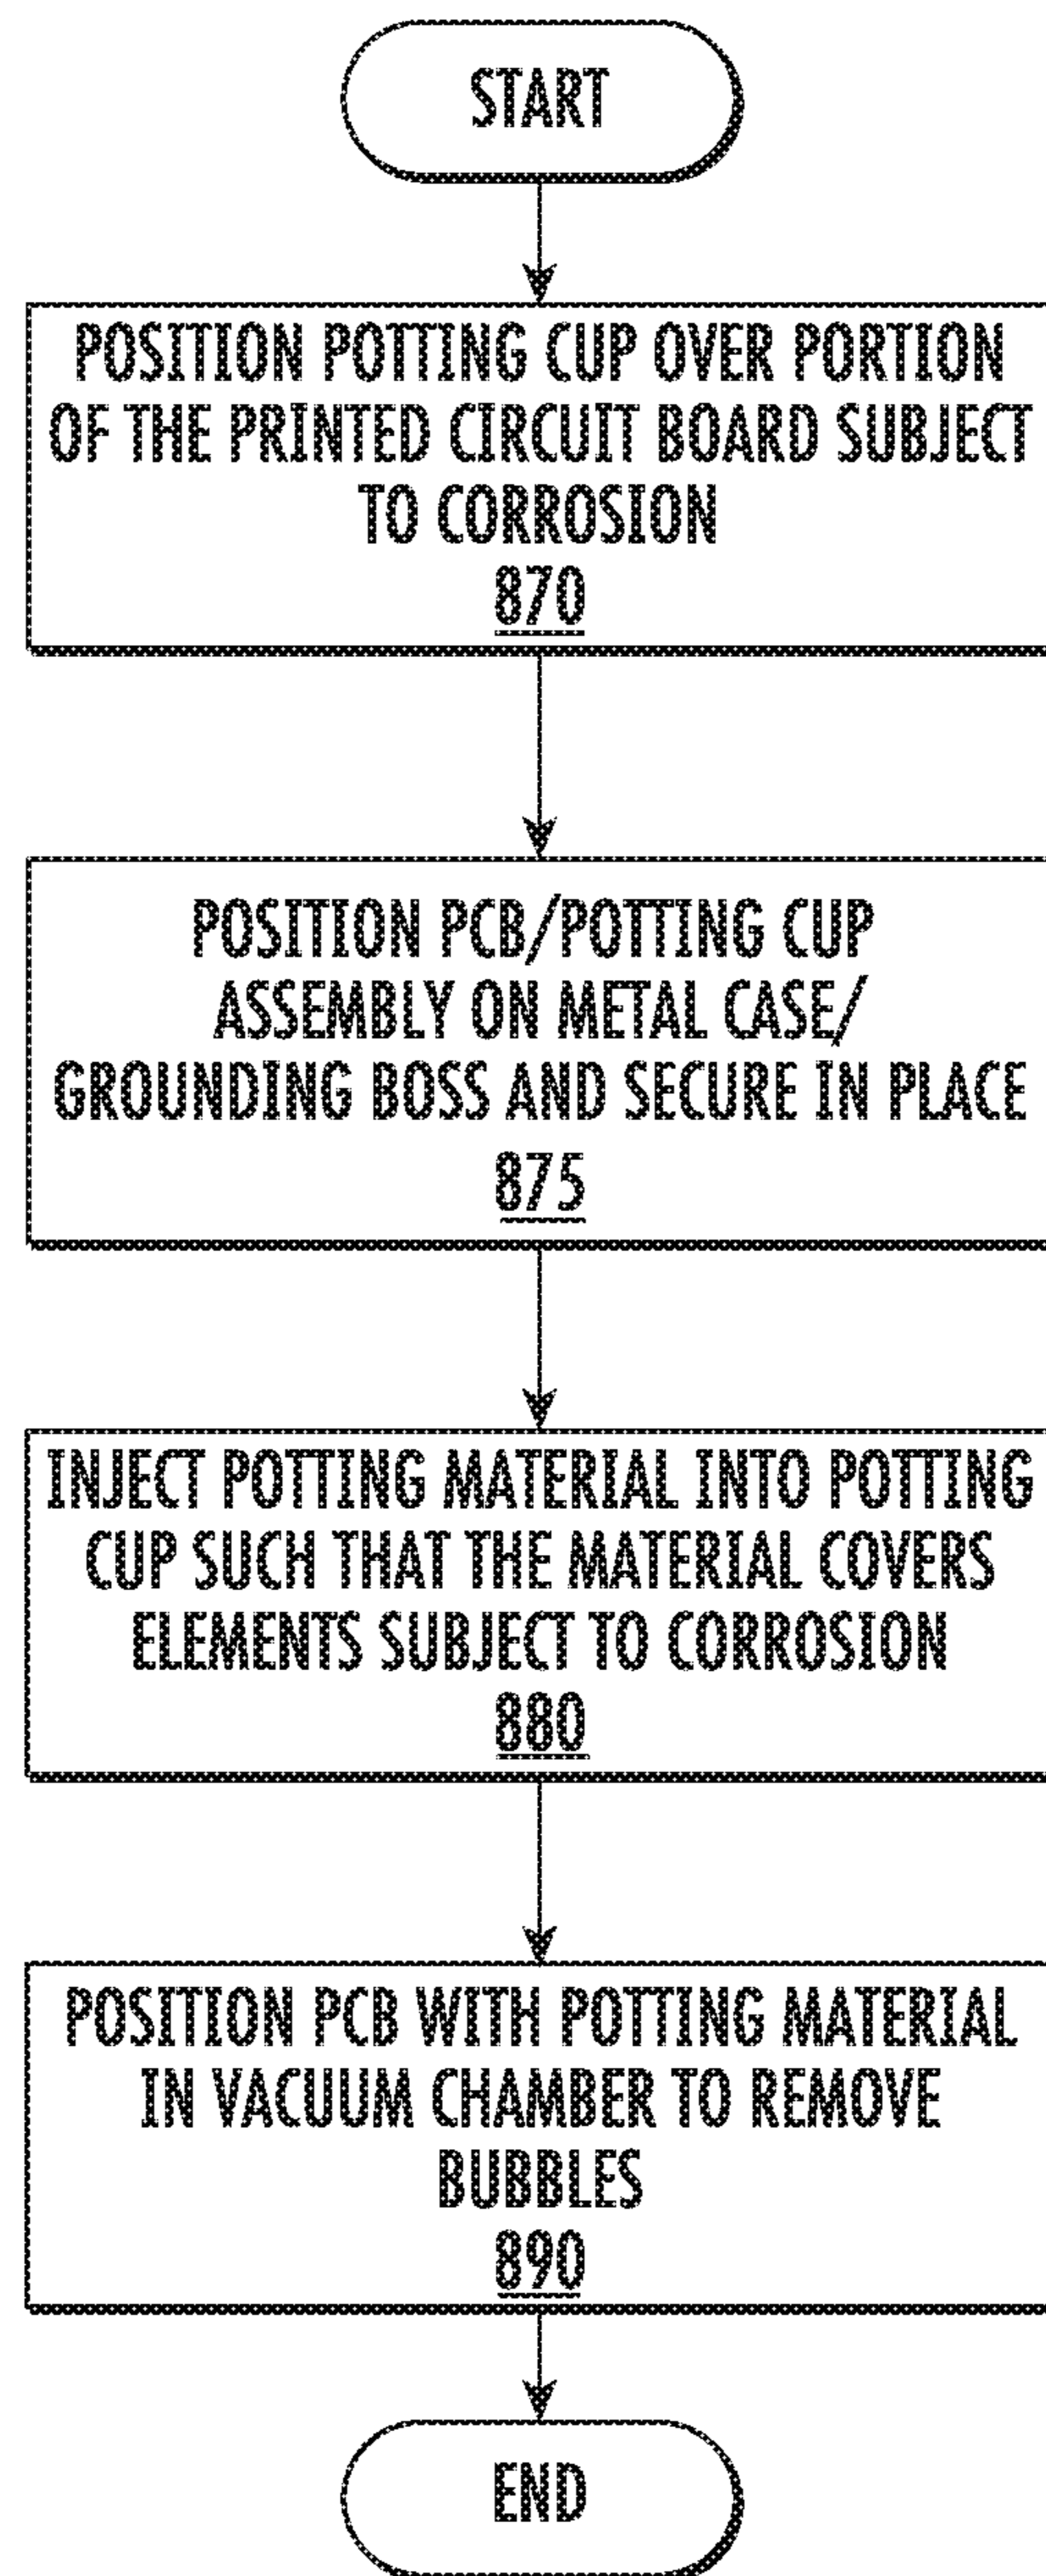 START
POSITION POTTING CUP OVER PORTION
OF THE PRINTED CIRCUIT BOARD SUBJECT
TO CORROSION
870
POSITION PCB/POTTING CUP
ASSEMBLY ON METAL CASE/
GROUNDING BOSS AND SECURE IN PLACE
875
INJECT POTTING MATERIAL INTO POTTING
CUP SUCH THAT THE MATERIAL COVERS
ELEMENTS SUBJECT TO CORROSION
880
POSITION PCB WITH POTTING MATERIAL
IN VACUUM CHAMBER TO REMOVE
BUBBLES
890
END